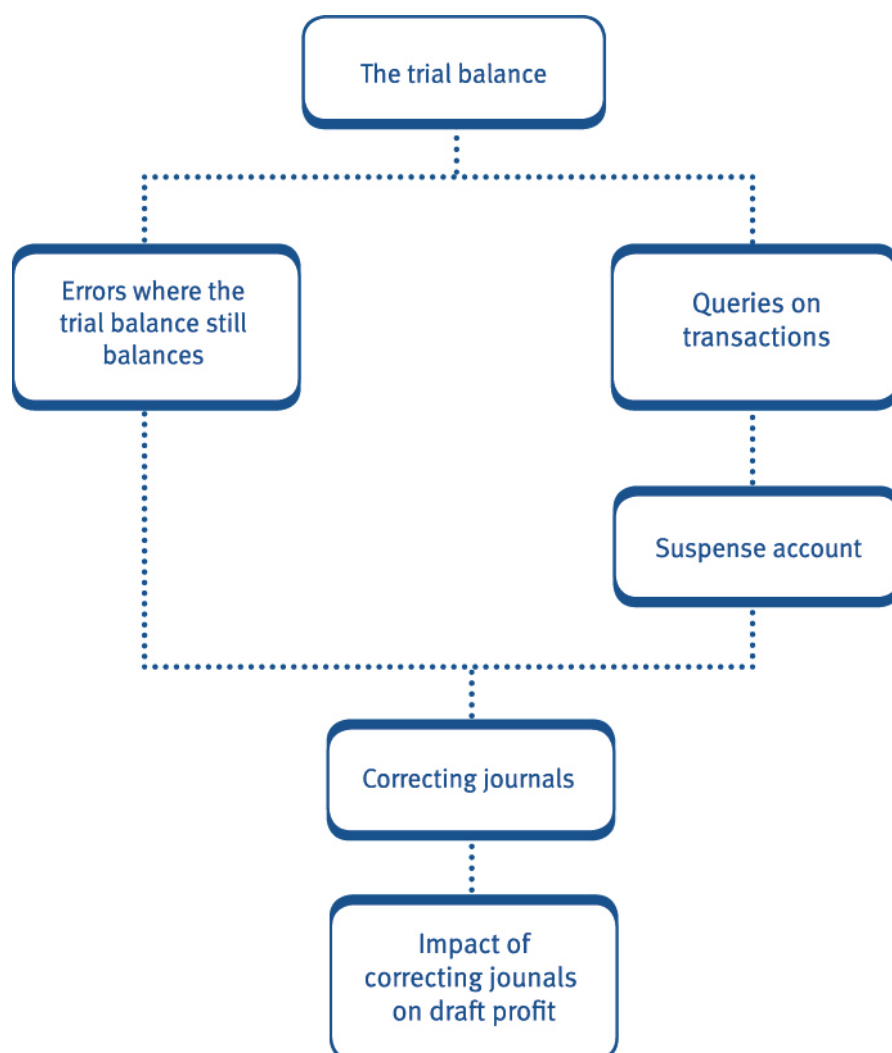 The trial balance
Errors where the
trial balance still
balances
Queries on
transactions
Suspense account
Correcting journals
Impact of
correcting jounals
on draft profit